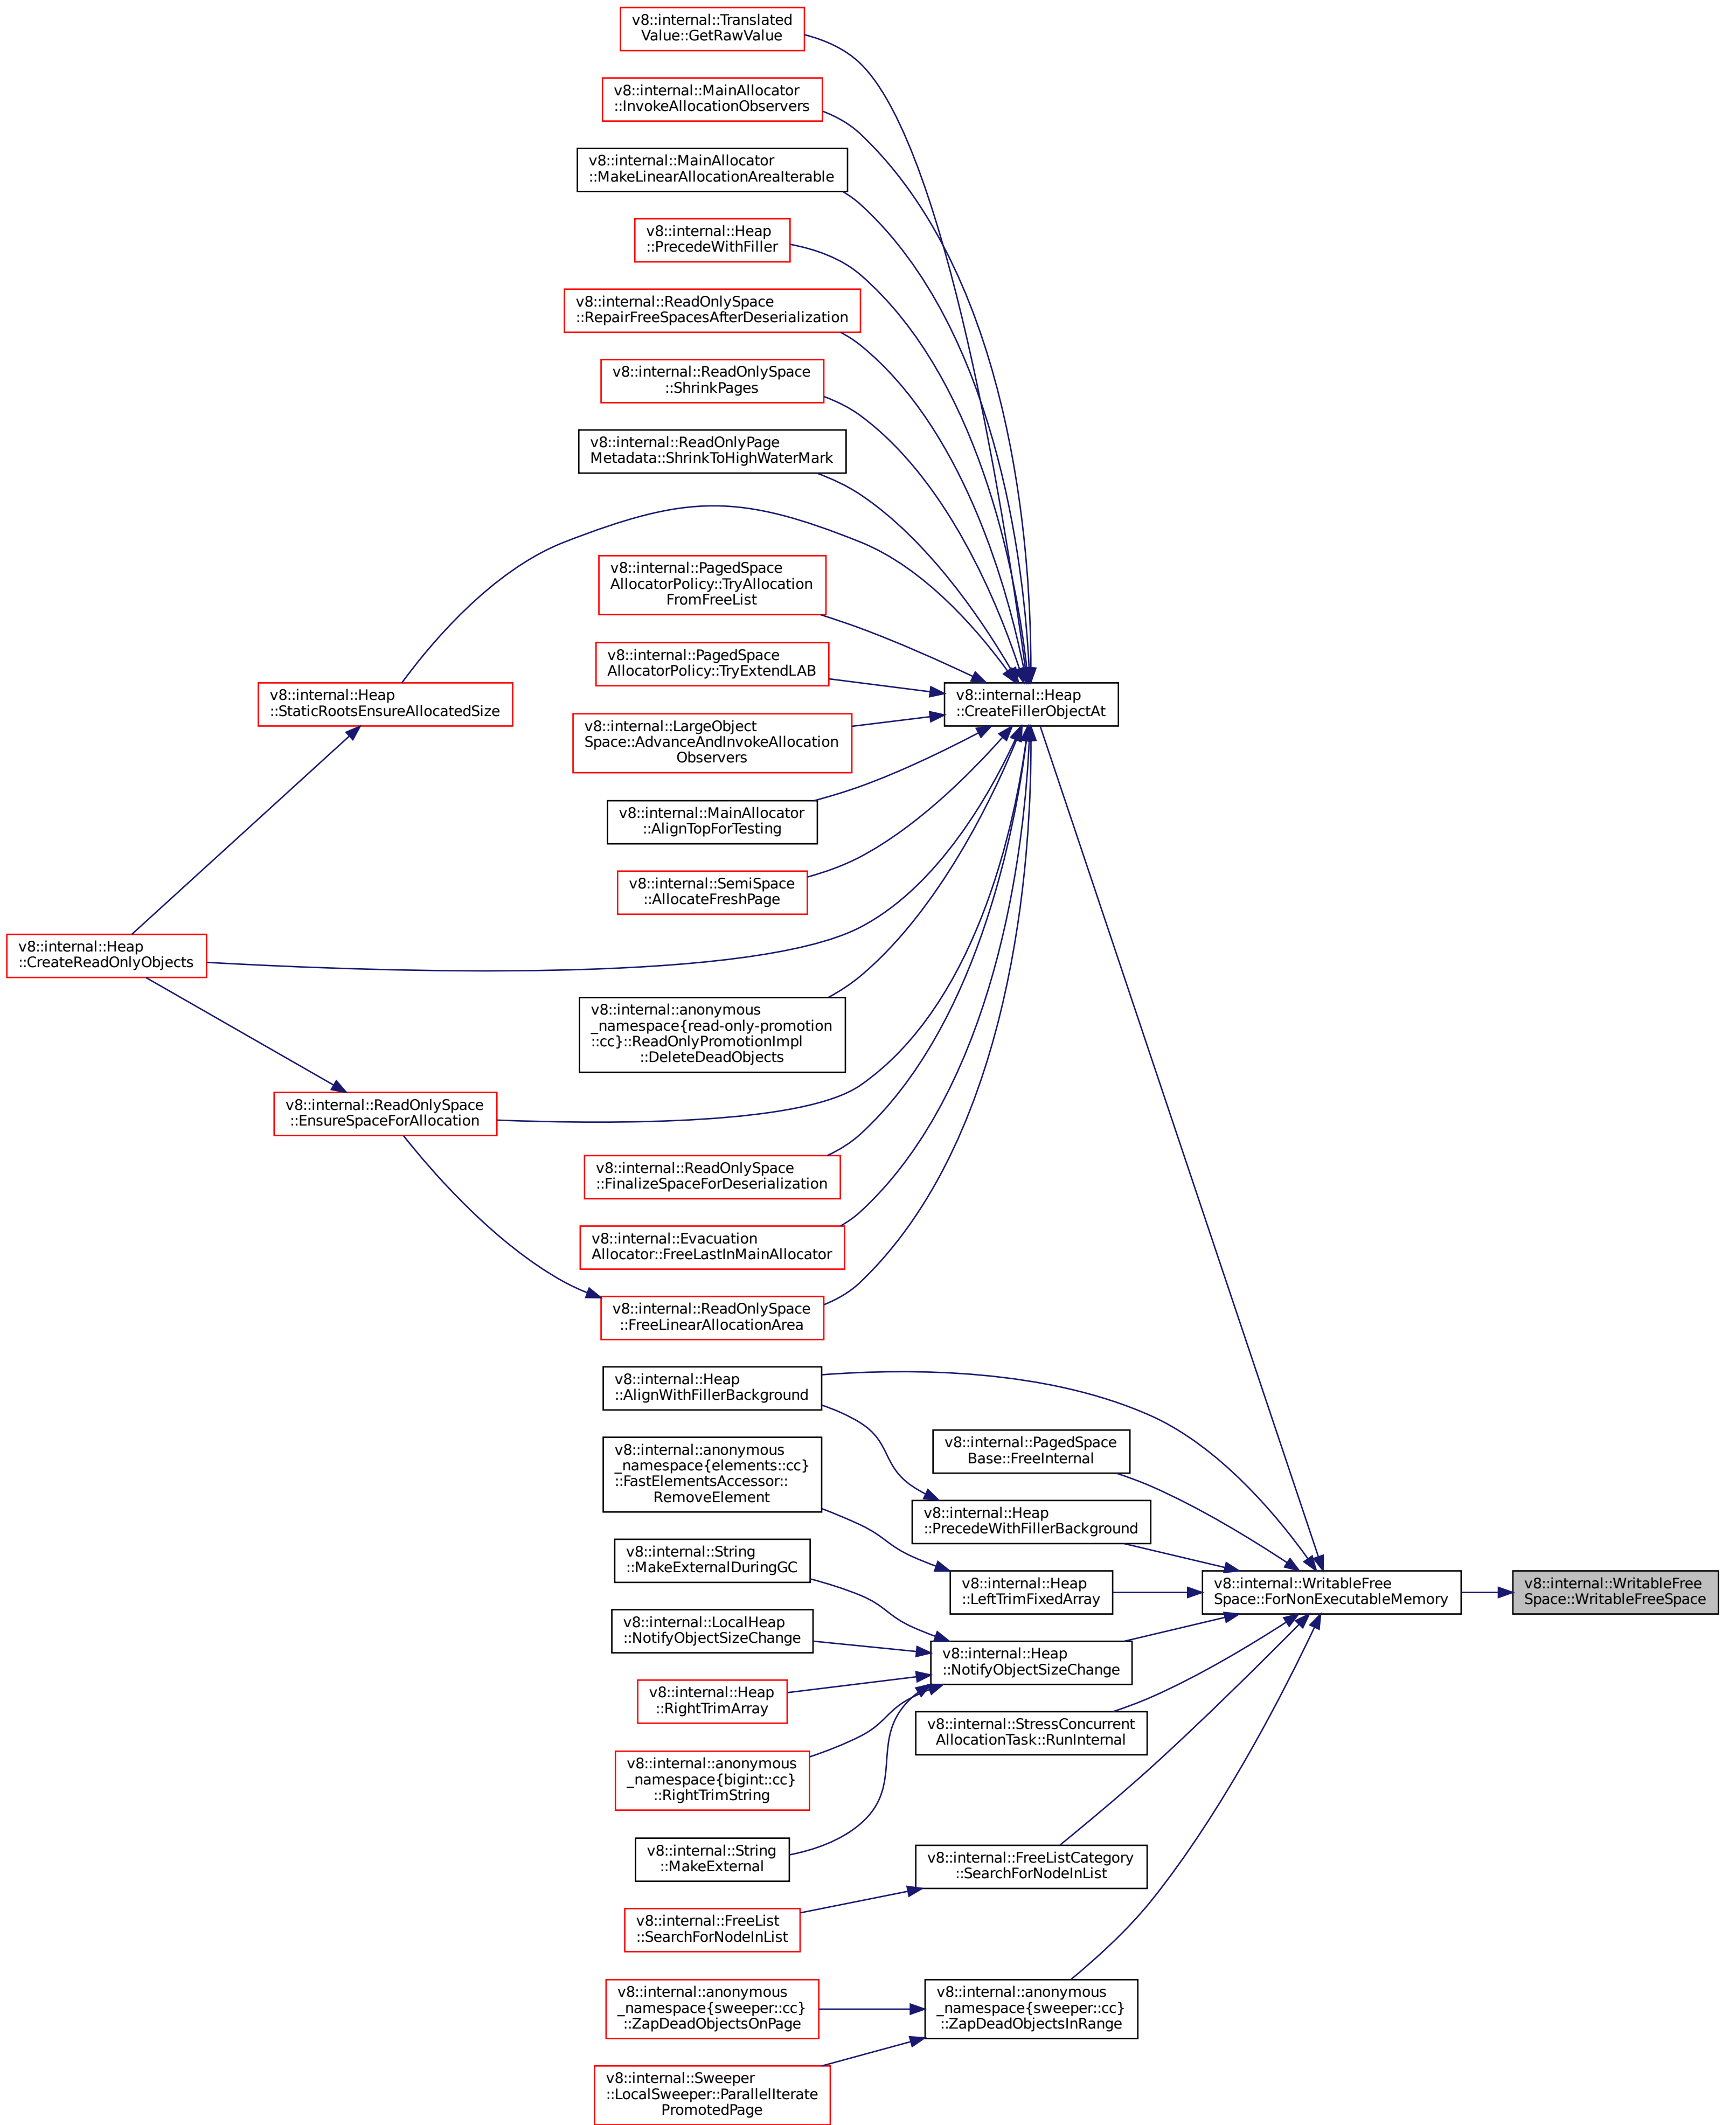 v8::internal::Translated
Value::GetRawValue
v8::internal::MainAllocator
::InvokeAllocationObservers
v8::internal::MainAllocator
::MakeLinearAllocationAreaIterable
v8::internal::Heap
::PrecedeWithFiller
v8::internal::ReadOnlySpace
::RepairFreeSpacesAfterDeserialization
v8::internal::ReadOnlySpace
::ShrinkPages
v8::internal::ReadOnlyPage
Metadata::ShrinkToHighWaterMark
v8::internal::PagedSpace
AllocatorPolicy::TryAllocation
FromFreeList
v8::internal::PagedSpace
AllocatorPolicy::TryExtendLAB
v8::internal::Heap
::StaticRootsEnsureAllocatedSize
v8::internal::Heap
::CreateFillerObjectAt
v8::internal::LargeObject
Space::AdvanceAndInvokeAllocation
Observers
v8::internal::MainAllocator
::AlignTopForTesting
v8::internal::SemiSpace
::AllocateFreshPage
v8::internal::Heap
::CreateReadOnlyObjects
v8::internal::anonymous
_namespace{read-only-promotion
::cc}::ReadOnlyPromotionImpl
::DeleteDeadObjects
v8::internal::ReadOnlySpace
::EnsureSpaceForAllocation
v8::internal::ReadOnlySpace
::FinalizeSpaceForDeserialization
v8::internal::Evacuation
Allocator::FreeLastInMainAllocator
v8::internal::ReadOnlySpace
::FreeLinearAllocationArea
v8::internal::Heap
::AlignWithFillerBackground
v8::internal::PagedSpace
Base::FreeInternal
v8::internal::anonymous
_namespace{elements::cc}
::FastElementsAccessor::
RemoveElement
v8::internal::Heap
::PrecedeWithFillerBackground
v8::internal::String
::MakeExternalDuringGC
v8::internal::Heap
::LeftTrimFixedArray
v8::internal::WritableFree
Space::ForNonExecutableMemory
v8::internal::WritableFree
Space::WritableFreeSpace
v8::internal::LocalHeap
::NotifyObjectSizeChange
v8::internal::Heap
::NotifyObjectSizeChange
v8::internal::Heap
::RightTrimArray
v8::internal::StressConcurrent
AllocationTask::RunInternal
v8::internal::anonymous
_namespace{bigint::cc}
::RightTrimString
v8::internal::String
::MakeExternal
v8::internal::FreeListCategory
::SearchForNodeInList
v8::internal::FreeList
::SearchForNodeInList
v8::internal::anonymous
_namespace{sweeper::cc}
::ZapDeadObjectsOnPage
v8::internal::anonymous
_namespace{sweeper::cc}
::ZapDeadObjectsInRange
v8::internal::Sweeper
::LocalSweeper::ParallelIterate
PromotedPage